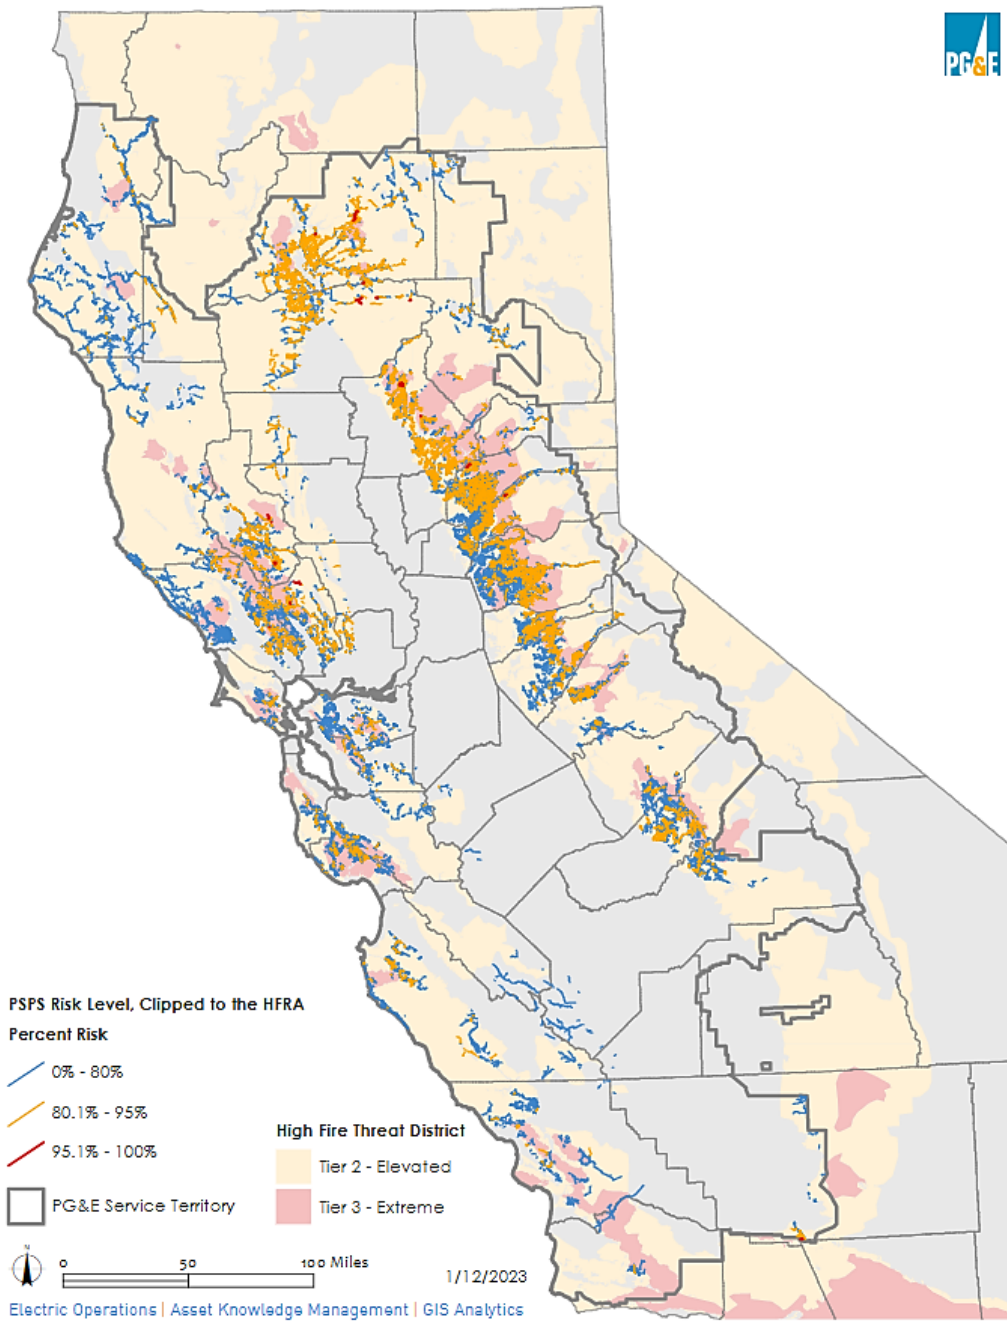 PG&E
PSPS Risk Level, Clipped to the HFRA
Percent Risk
0% - 80%
80.1% - 95%
95.1% - 100%
PG&E Service Territory
High Fire Threat District
Tier 2 - Elevated
Tier 3 - Extreme
N
0 50 100 Miles
1/12/2023
Electric Operations | Asset Knowledge Management | GIS Analytics